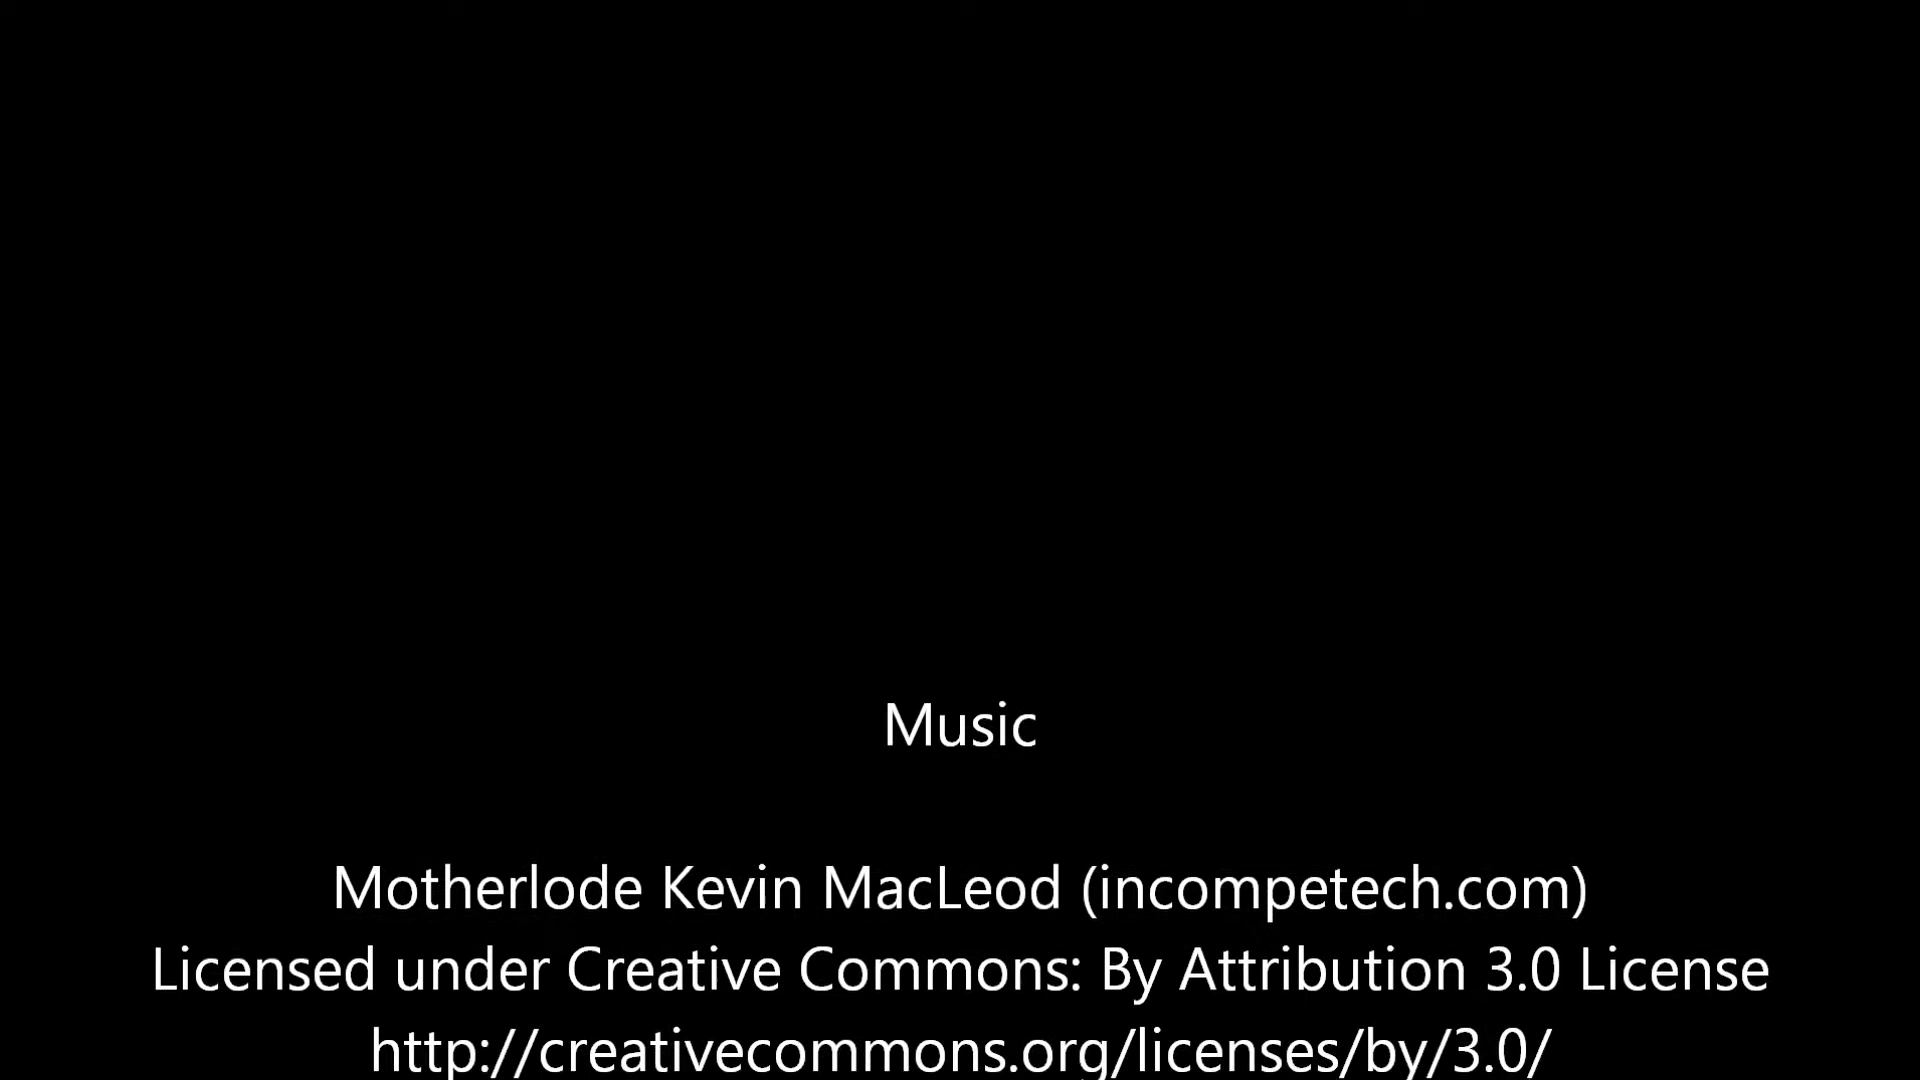 Music
Motherlode Kevin MacLeod (incompetech.com)
Licensed under Creative Commons: By Attribution 3.0 License
http://creativecommons.org/licenses/by/3.0/